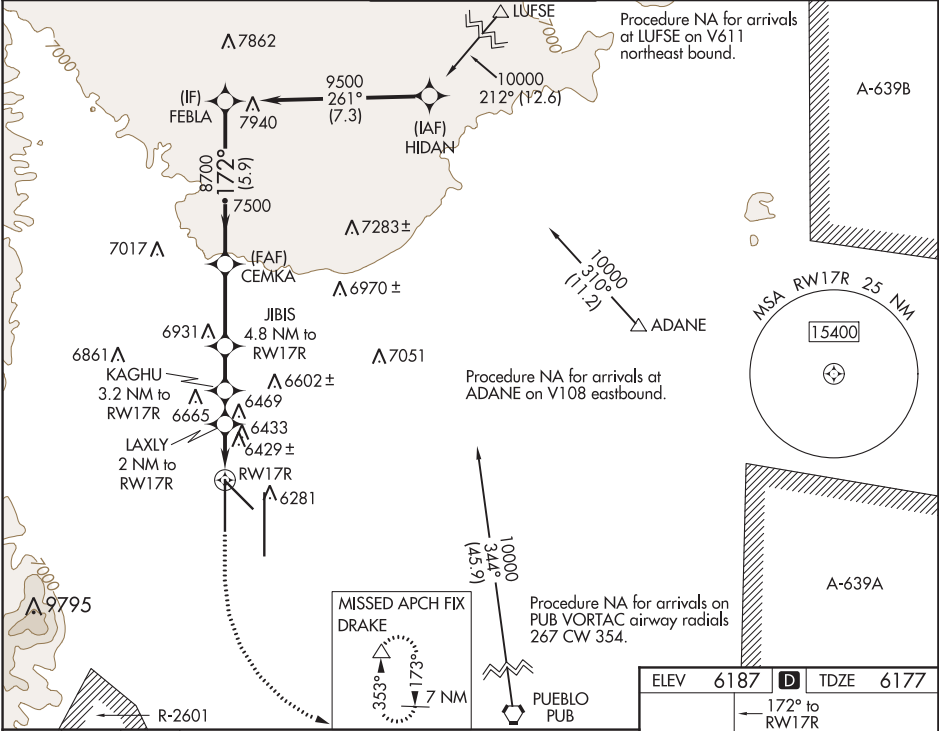 LUFSE
Procedure NA for arrivals
at LUFSE on V611
northeast bound.
7000
7000
7862
10000
212° (12.6)
9500
261°
(7.3)
(IF)
FEBLA
7940
(IAF)
HIDAN
A-639B
8700
172°
(5.9)
7500
7283±
7017
(FAF)
CEMKA
6970 ±
10000
310°
(11.2)
ADANE
MSA RW17R 25 NM
15400
JIBIS
4.8 NM to
RW17R
6931
6861
7051
KAGHU
3.2 NM to
RW17R
6602 ±
6665
6469
Procedure NA for arrivals at
ADANE on V108 eastbound.
6433
LAXLY
2 NM to
RW17R
6429 ±
RW17R
6281
10000
344°
(45.9)
7000
9795
A-639A
MISSED APCH FIX
DRAKE
353°
173°
7 NM
Procedure NA for arrivals on
PUB VORTAC airway radials
267 CW 354.
PUEBLO
PUB
R-2601
ELEV 6187 D TDZE 6177
172° to
RW17R